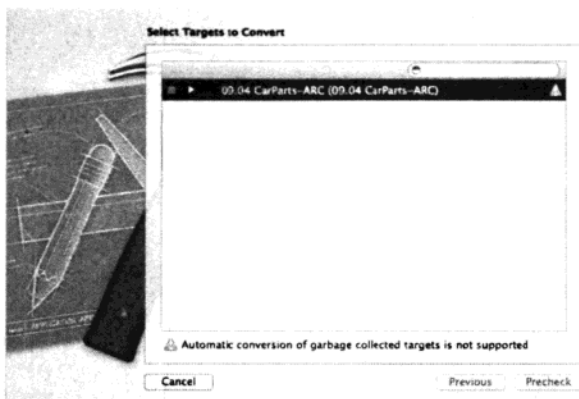 Select Targets to Convert
09.04 CarParts-ARC (09.04 CarParts-ARC)
Automatic conversion of garbage collected targets is not supported
Cancel
Previous
Precheck